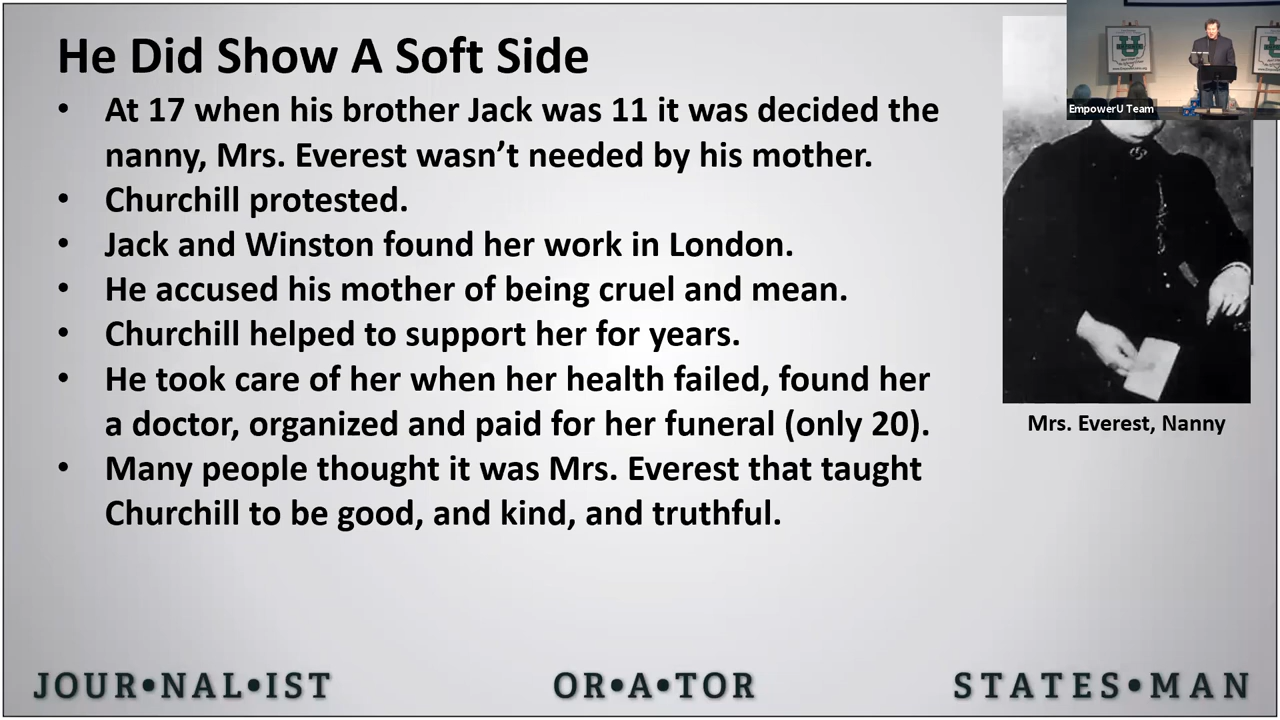 He Did Show A Soft Side
• At 17 when his brother Jack was 11 it was decided the
nanny, Mrs. Everest wasn’t needed by his mother.
• Churchill protested.
• Jack and Winston found her work in London.
• He accused his mother of being cruel and mean.
• Churchill helped to support her for years.
• He took care of her when her health failed, found her
a doctor, organized and paid for her funeral (only 20).
• Many people thought it was Mrs. Everest that taught
Churchill to be good, and kind, and truthful.
EmpowerU Team
Mrs. Everest, Nanny
JOUR•NAL•IST
OR•A•TOR
STATES•MAN